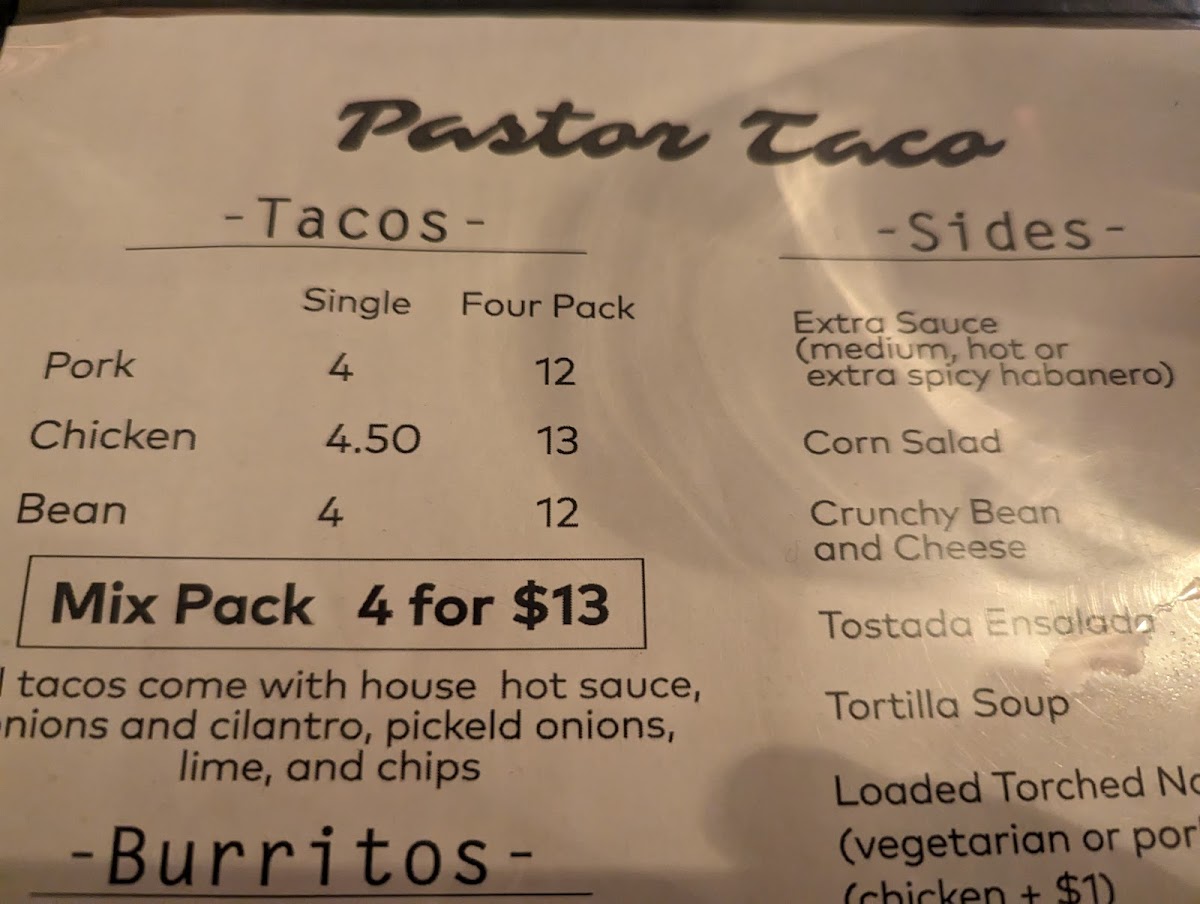 Pastor Taco
-Tacos-
Single Four Pack
Pork 4 12
Chicken 4.50 13
Bean 4 12
Mix Pack 4 for $13
tacos come with house hot sauce,
and cilantro, pickeld onions,
lime, and chips
-Burritos-
-Sides-
Extra Sauce
(medium, hot or
extra spicy habanero)
Corn Salad
Crunchy Bean
and Cheese
Tostada Ensalada
Tortilla Soup
Loaded Torched
(vegetarian or
(chicken + $1)